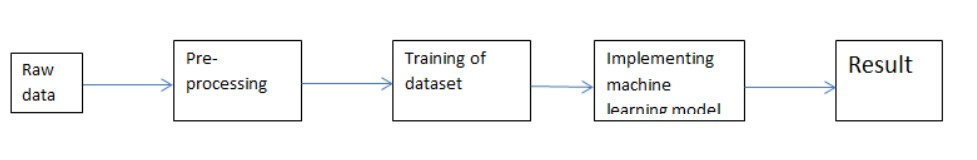 Raw
data
Pre-
processing
Training of
dataset
Implementing
machine
learning model
Result